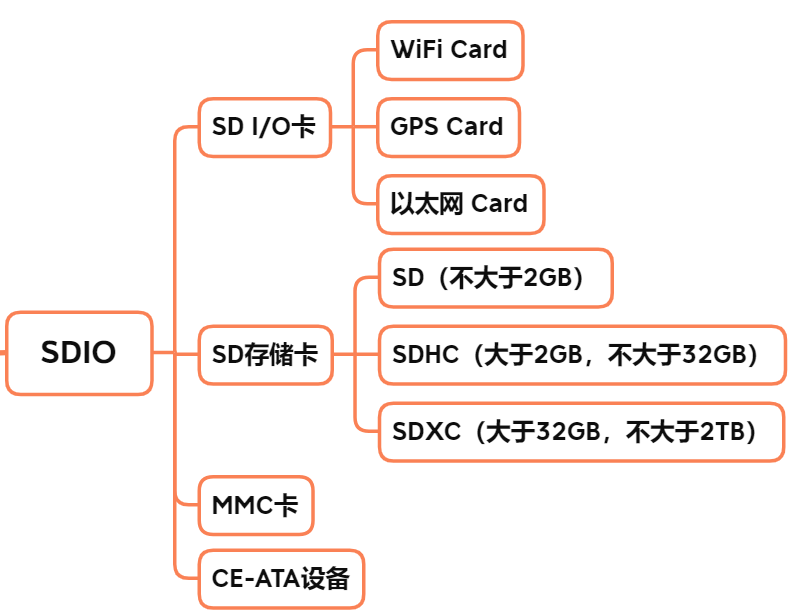 SDIO
SD I/O卡
WiFi Card
GPS Card
以太网 Card
SD存储卡
SD（不大于2GB）
SDHC（大于2GB，不大于32GB）
SDXC（大于32GB，不大于2TB）
MMC卡
CE-ATA设备